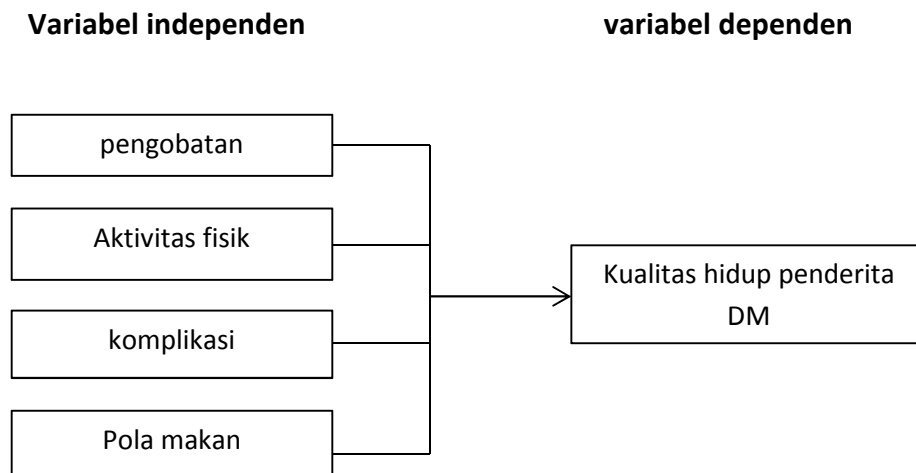 Variabel independen
variabel dependen
pengobatan
Aktivitas fisik
komplikasi
Pola makan
Kualitas hidup penderita
DM